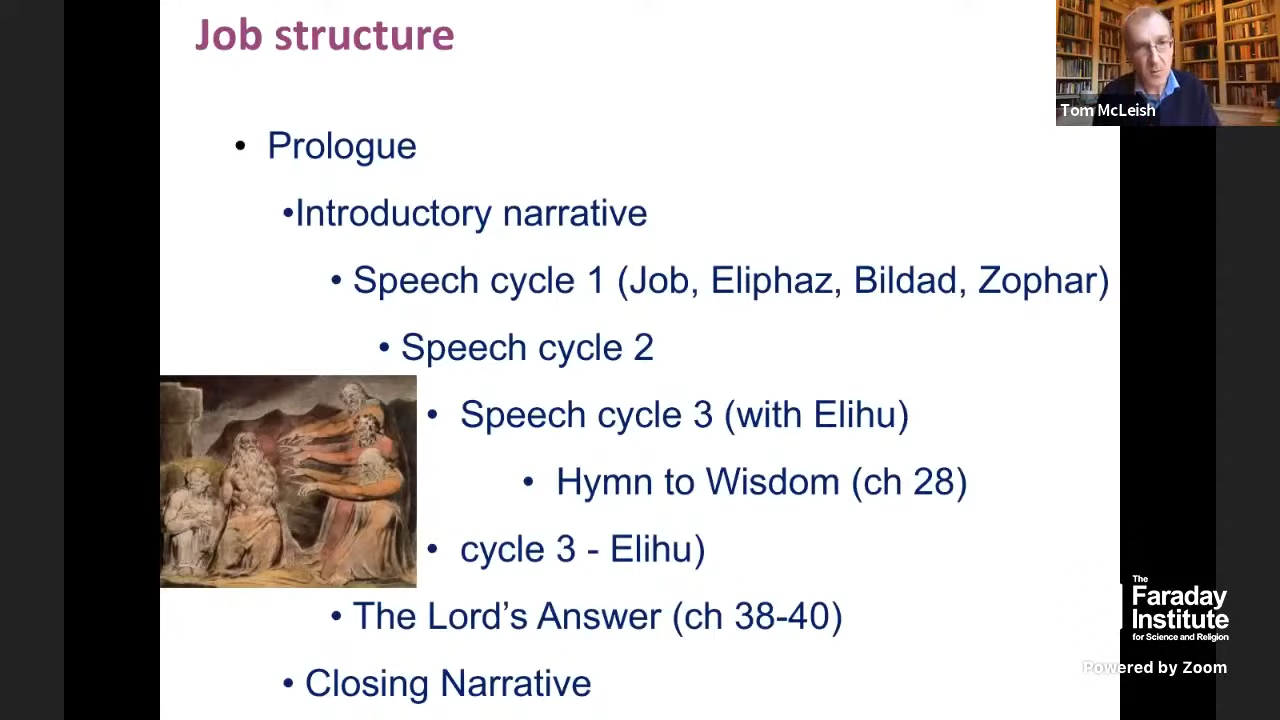 Job structure
Tom McLeish
• Prologue
•Introductory narrative
• Speech cycle 1 (Job, Eliphaz, Bildad, Zophar)
• Speech cycle 2
• Speech cycle 3 (with Elihu)
• Hymn to Wisdom (ch 28)
• cycle 3 - Elihu)
• The Lord’s Answer (ch 38-40)
• Closing Narrative
The
Faraday
Institute
for Science and Religion
Powered by Zoom